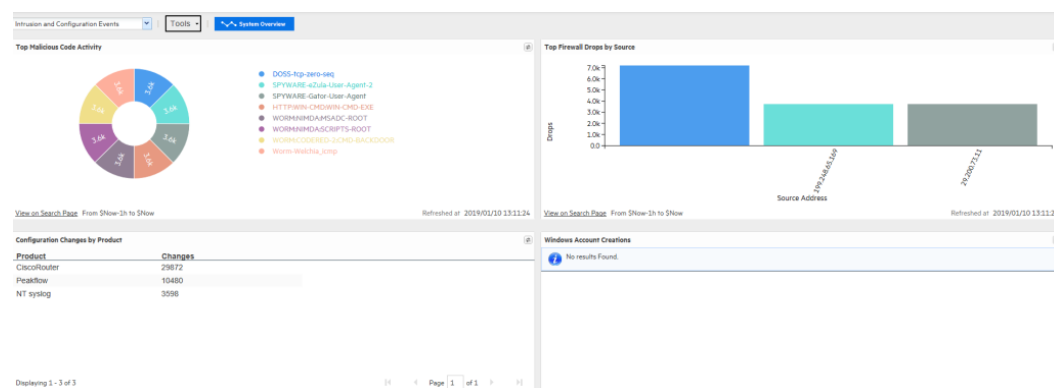 Intrusion and Configuration Events
Tools
System Overview
Top Malicious Code Activity
3.6k
3.6k
3.6k
3.6k
3.6k
3.6k
3.6k
3.6k
DOSS-tcp-zero-seq
SPYWARE-eZula-User-Agent-2
SPYWARE-Gator-User-Agent
HTTP:WIN-CMD:WIN-CMD-EXE
WORM:NIMDA:MSADC-ROOT
WORM:NIMDA:SCRIPTS-ROOT
WORM:CODERED-2:CMD-BACKDOOR
View on Search Page From $Now-1h to $Now
Refreshed at 2019/01/10 13:11:24
Top Firewall Drops by Source
Drops
7.0k
6.0k
5.0k
4.0k
3.0k
2.0k
1.0k
0.0
199.248.65.169
29.200.73.11
Source Address
View on Search Page From $Now-1h to $Now
Refreshed at 2019/01/10
Configuration Changes by Product
Product Changes
CiscoRouter 29872
Peakflow 10480
NT syslog 3598
Displaying 1 - 3 of 3
Page 1 of 1
Windows Account Creations
No results Found.